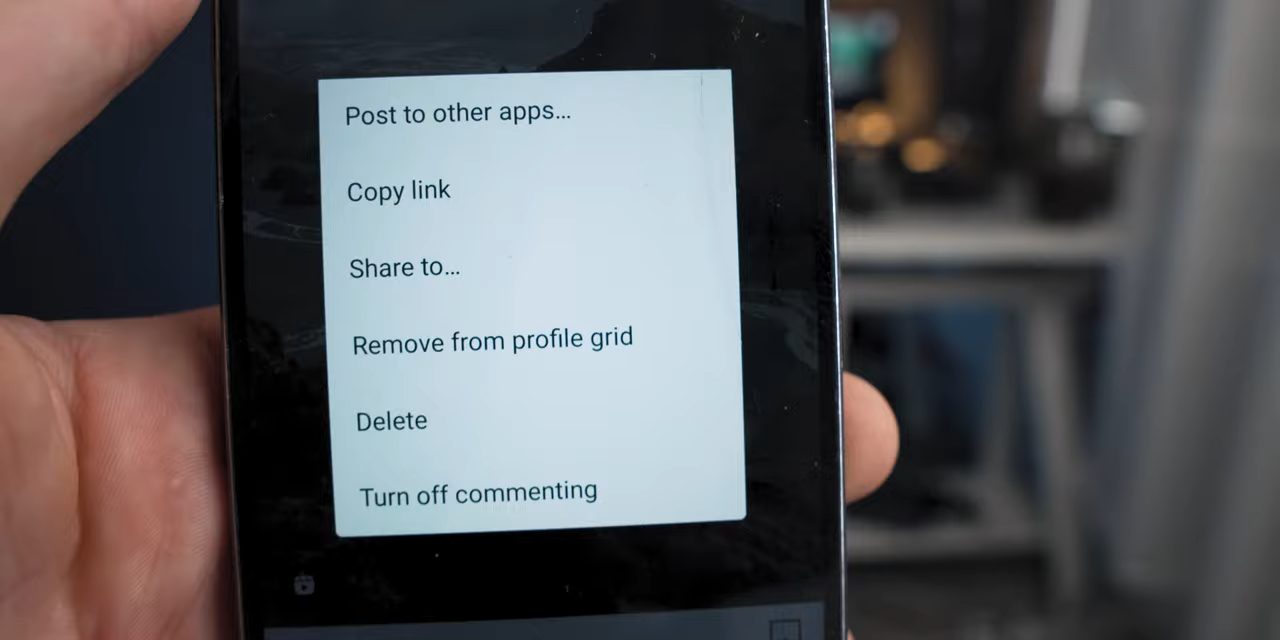 Post to other apps...
Copy link
Share to...
Remove from profile grid
Delete
Turn off commenting